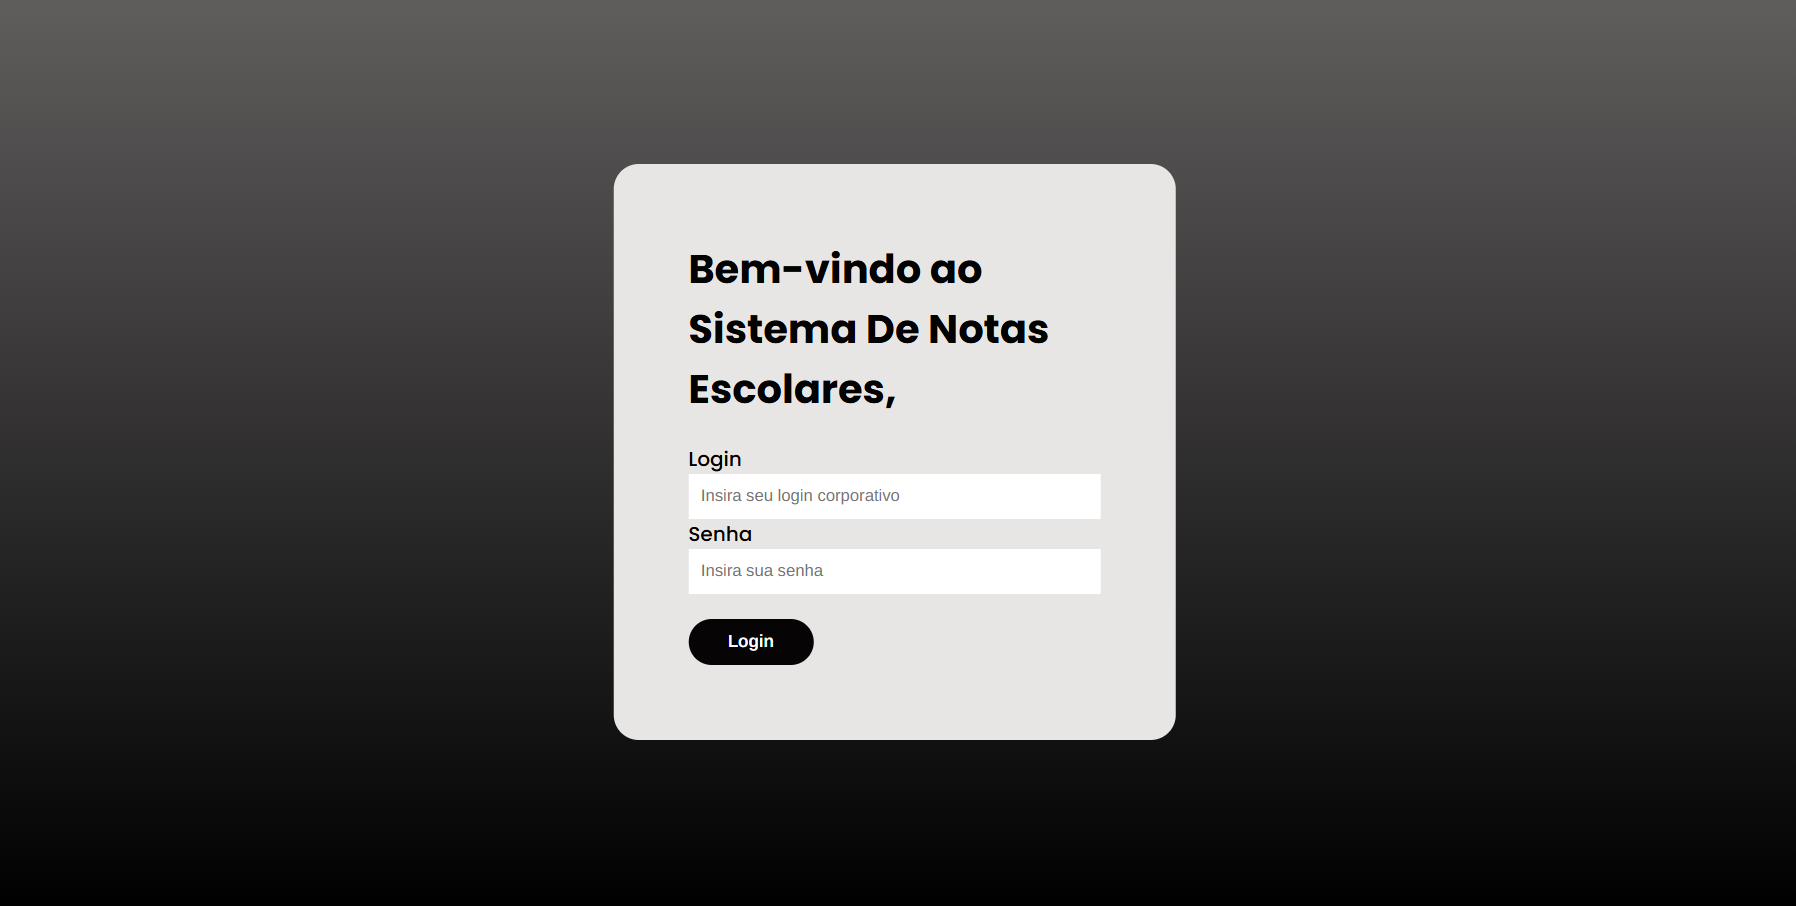 Bem-vindo ao
Sistema De Notas
Escolares,
Login
Insira seu login corporativo
Senha
Insira sua senha
Login